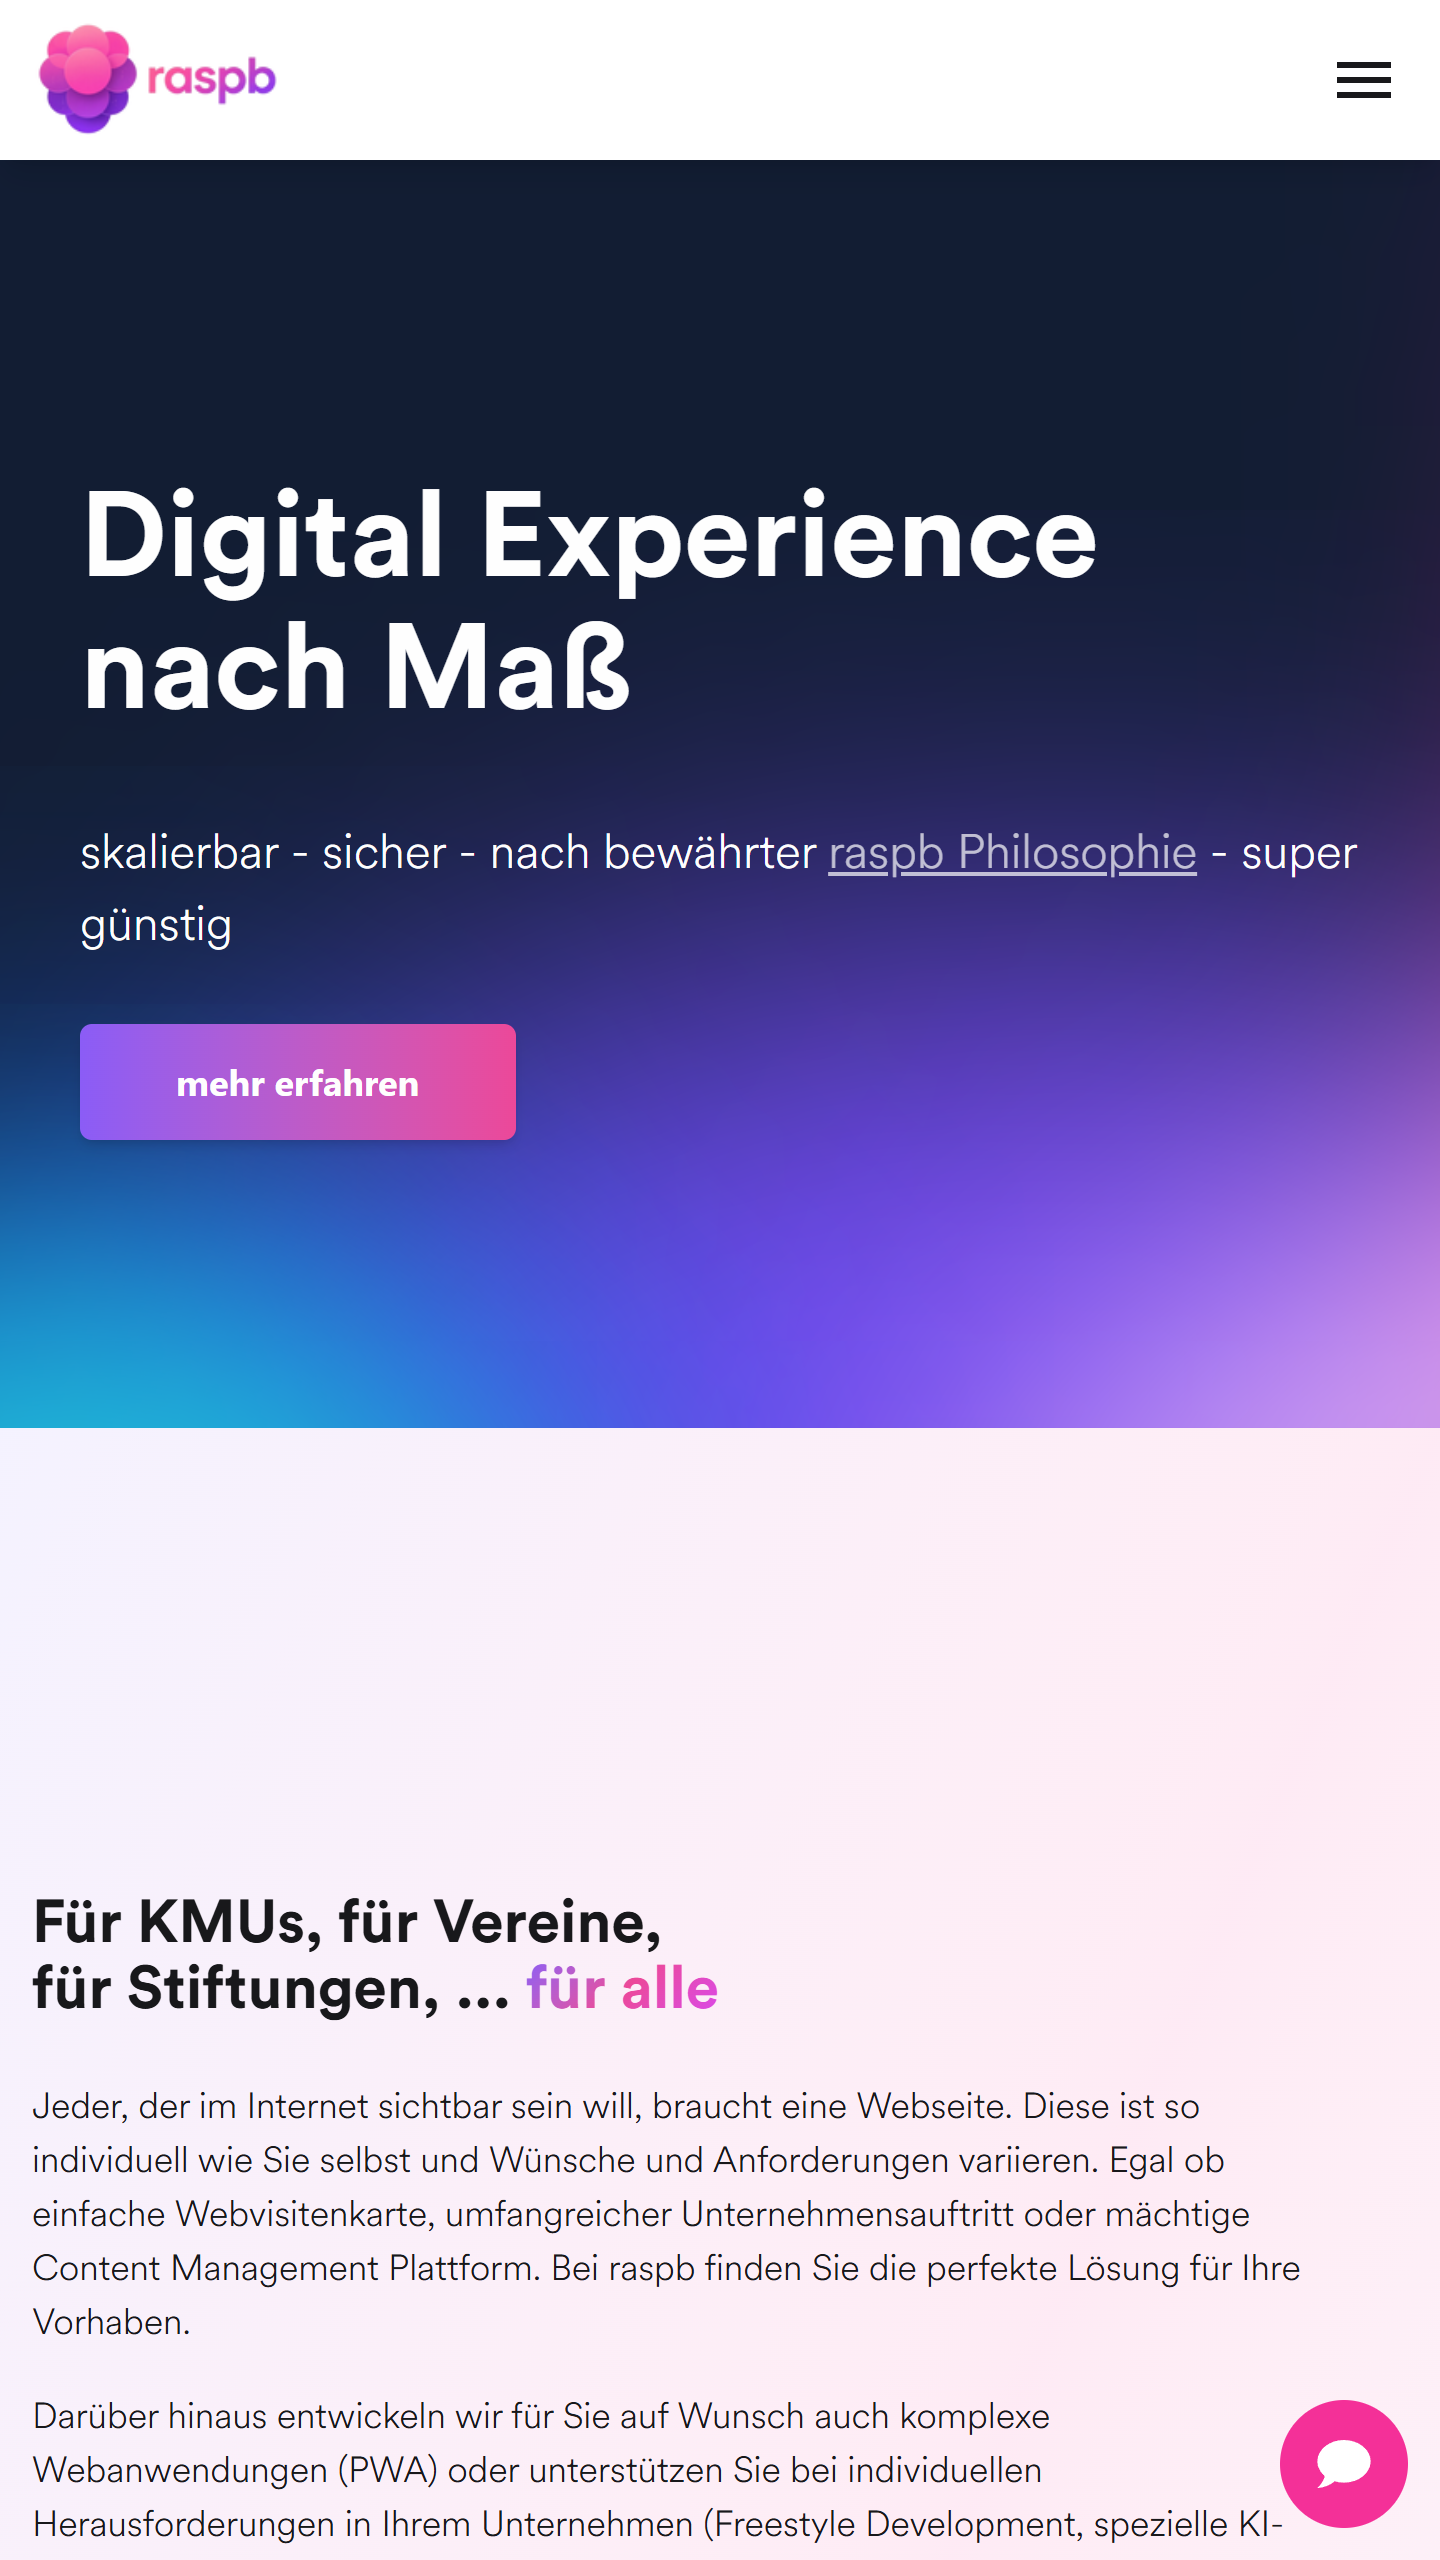 raspb
Digital Experience
nach Maß
skalierbar - sicher - nach bewährter raspb Philosophie - super
günstig
mehr erfahren
Für KMUs, für Vereine,
für Stiftungen, ... für alle
Jeder, der im Internet sichtbar sein will, braucht eine Webseite. Diese ist so
individuell wie Sie selbst und Wünsche und Anforderungen variieren. Egal ob
einfache Webvisitenkarte, umfangreicher Unternehmensauftritt oder mächtige
Content Management Plattform. Bei raspb finden Sie die perfekte Lösung für Ihre
Vorhaben.
Darüber hinaus entwickeln wir für Sie auf Wunsch auch komplexe
Webanwendungen (PWA) oder unterstützen Sie bei individuellen
Herausforderungen in Ihrem Unternehmen (Freestyle Development, spezielle KI-